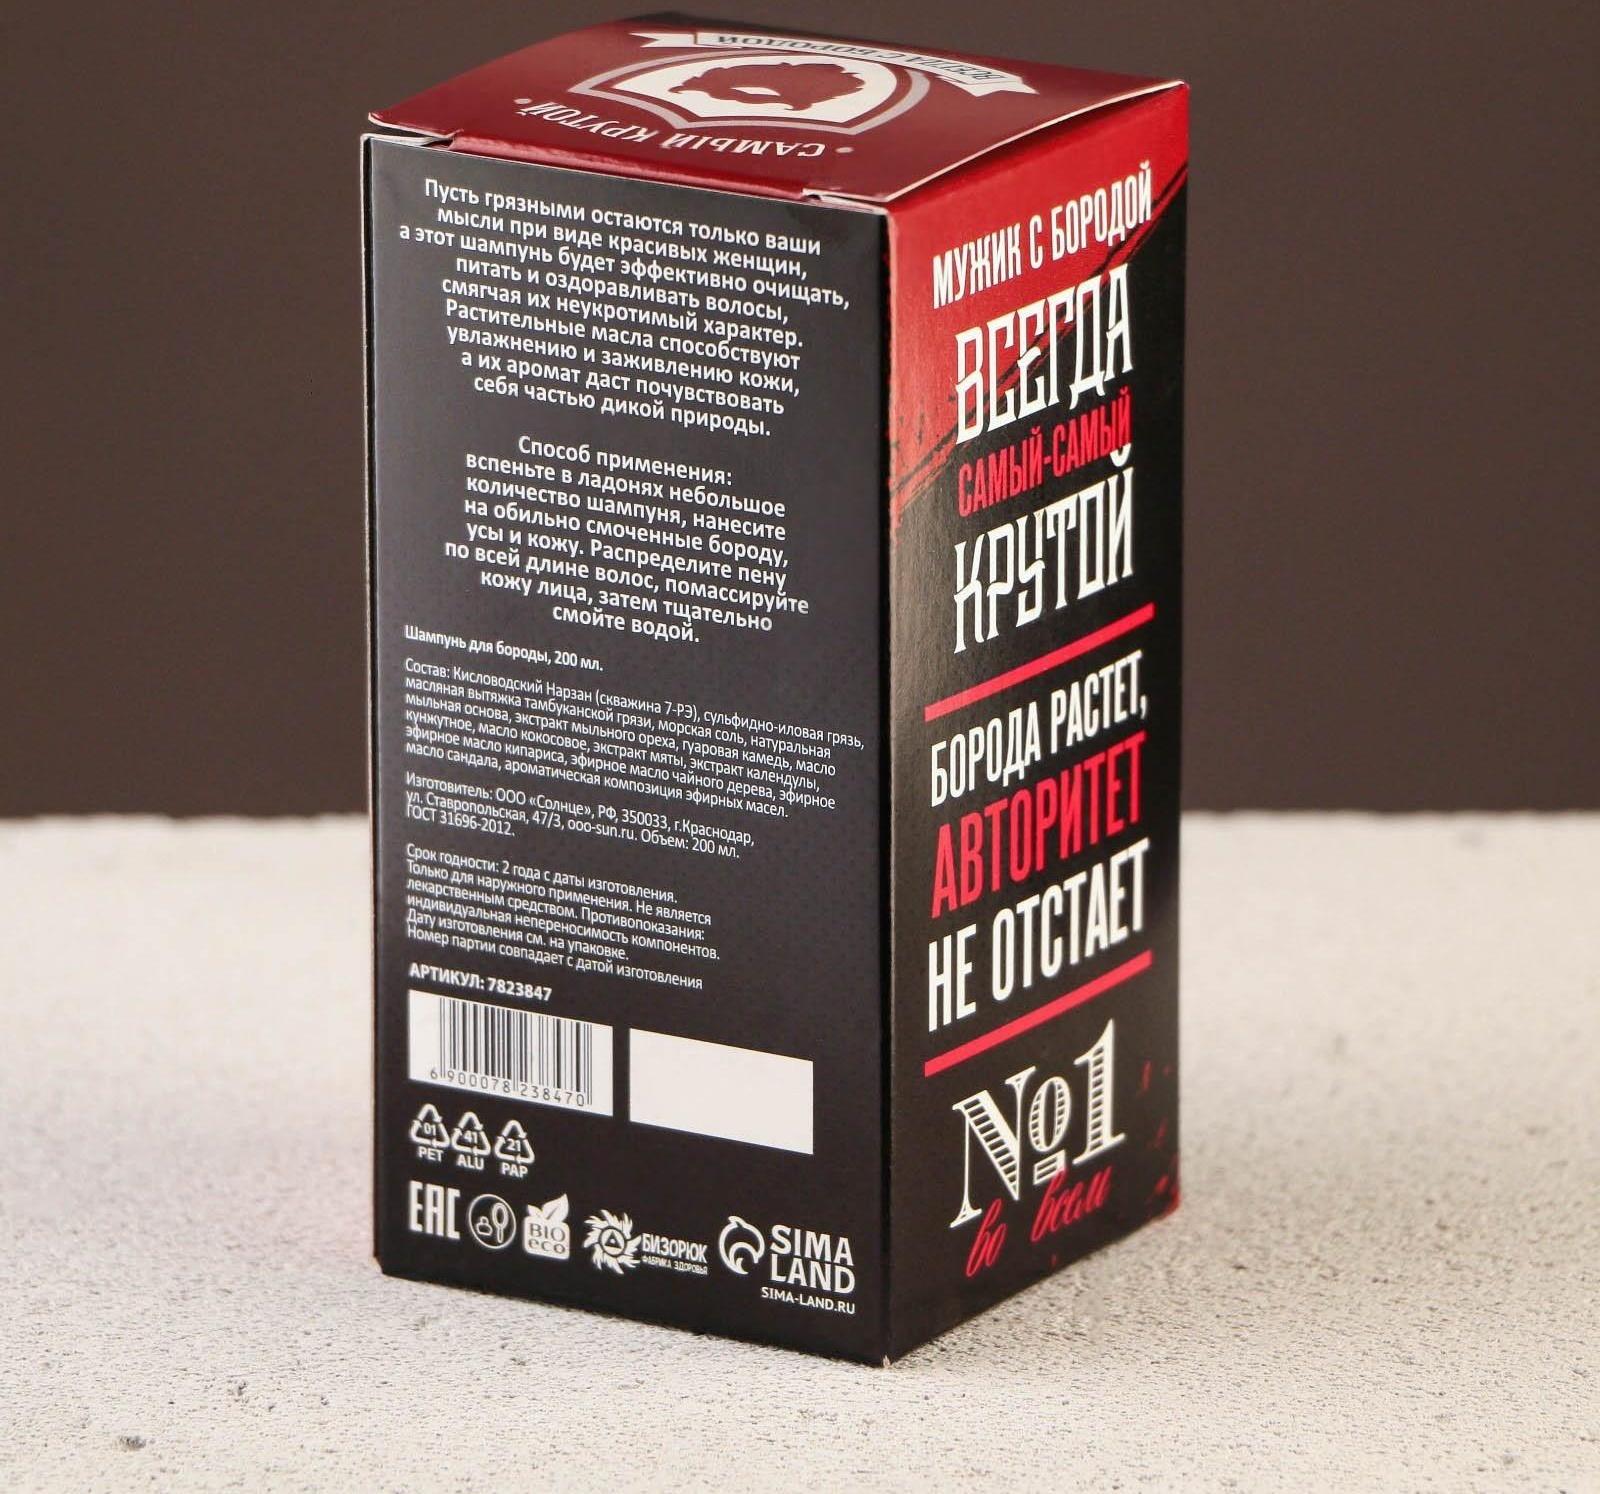 ВСЕГДА С БОРОДОЙ
• САМЫЙ КРУТОЙ •
Пусть грязными остаются только ваши
мысли при виде красивых женщин,
а этот шампунь будет эффективно очищать,
питать и оздоравливать волосы,
смягчая их неукротимый характер.
Растительные масла способствуют
увлажнению и заживлению кожи,
а их аромат даст почувствовать
себя частью дикой природы.
Способ применения:
вспеньте в ладонях небольшое
количество шампуня, нанесите
на обильно смоченные бороду,
усы и кожу. Распределите пену
по всей длине волос, помассируйте
кожу лица, затем тщательно
смойте водой.
Шампунь для бороды, 200 мл.
Состав: Кисловодский Нарзан (скважина 7-РЭ), сульфидно-иловая грязь,
масляная вытяжка тамбуканской грязи, морская соль, натуральная
мыльная основа, экстракт мыльного ореха, гуаровая камедь, масло
кунжутное, масло кокосовое, экстракт мяты, экстракт календулы,
эфирное масло кипариса, эфирное масло чайного дерева, эфирное
масло сандала, ароматическая композиция эфирных масел.
Изготовитель: ООО «Солнце», РФ, 350033, г.Краснодар,
ул. Ставропольская, 47/3, ooo-sun.ru. Объем: 200 мл.
ГОСТ 31696-2012.
Срок годности: 2 года с даты изготовления.
Только для наружного применения. Не является
лекарственным средством. Противопоказания:
индивидуальная непереносимость компонентов.
Дату изготовления см. на упаковке.
Номер партии совпадает с датой изготовления
АРТИКУЛ: 7823847
6 900078 238470
01 41 21
PET ALU PAP
EAC
BIO
eco
БИЗОРЮК
ФАБРИКА ЗДОРОВЬЯ
SIMA
LAND
SIMA-LAND.RU
МУЖИК С БОРОДОЙ
ВСЕГДА
САМЫЙ-САМЫЙ
КРУТОЙ
БОРОДА РАСТЕТ,
АВТОРИТЕТ
НЕ ОТСТАЕТ
№1
во всем